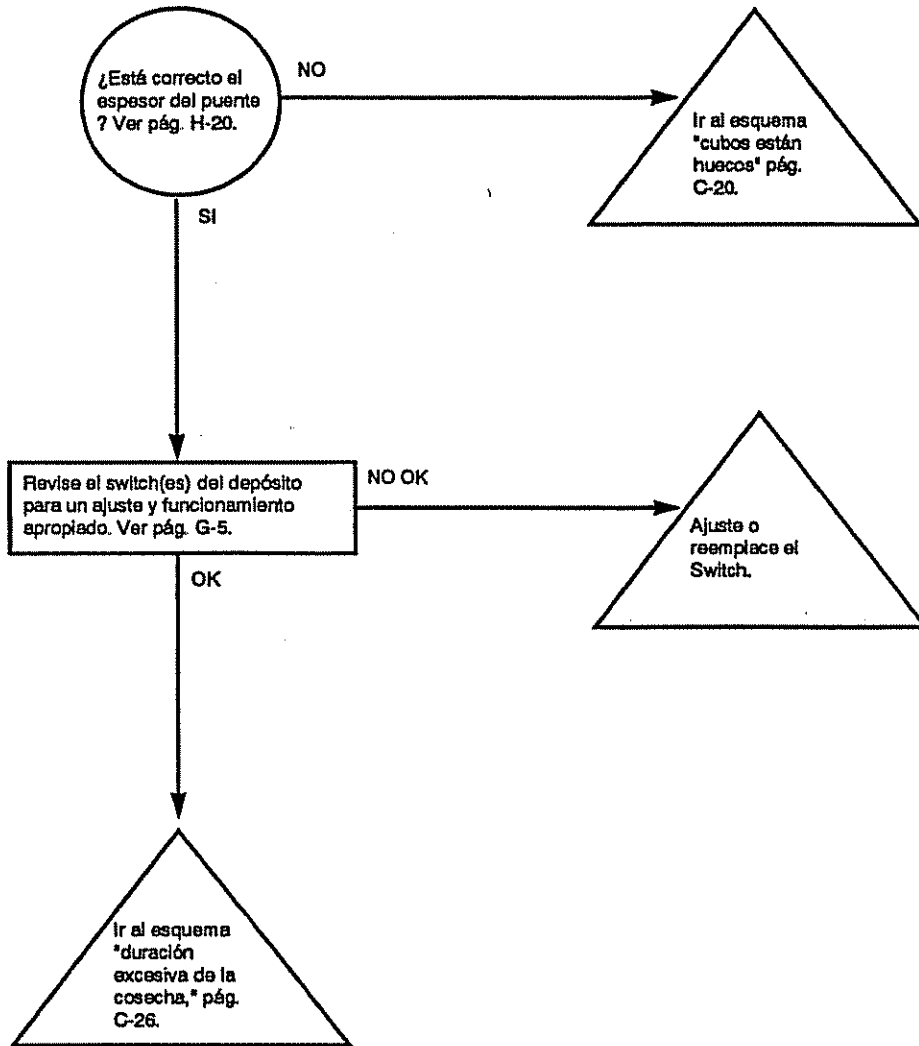 ¿Está correcto el
espesor del puente
? Ver pág. H-20.
NO
Ir al esquema
"cubos están
huecos" pág.
C-20.
SI
Revise el switch(es) del depósito
para un ajuste y funcionamiento
apropiado. Ver pág. G-5.
NO OK
Ajuste o
reemplace el
Switch.
OK
Ir al esquema
"duración
excesiva de la
cosecha," pág.
C-26.